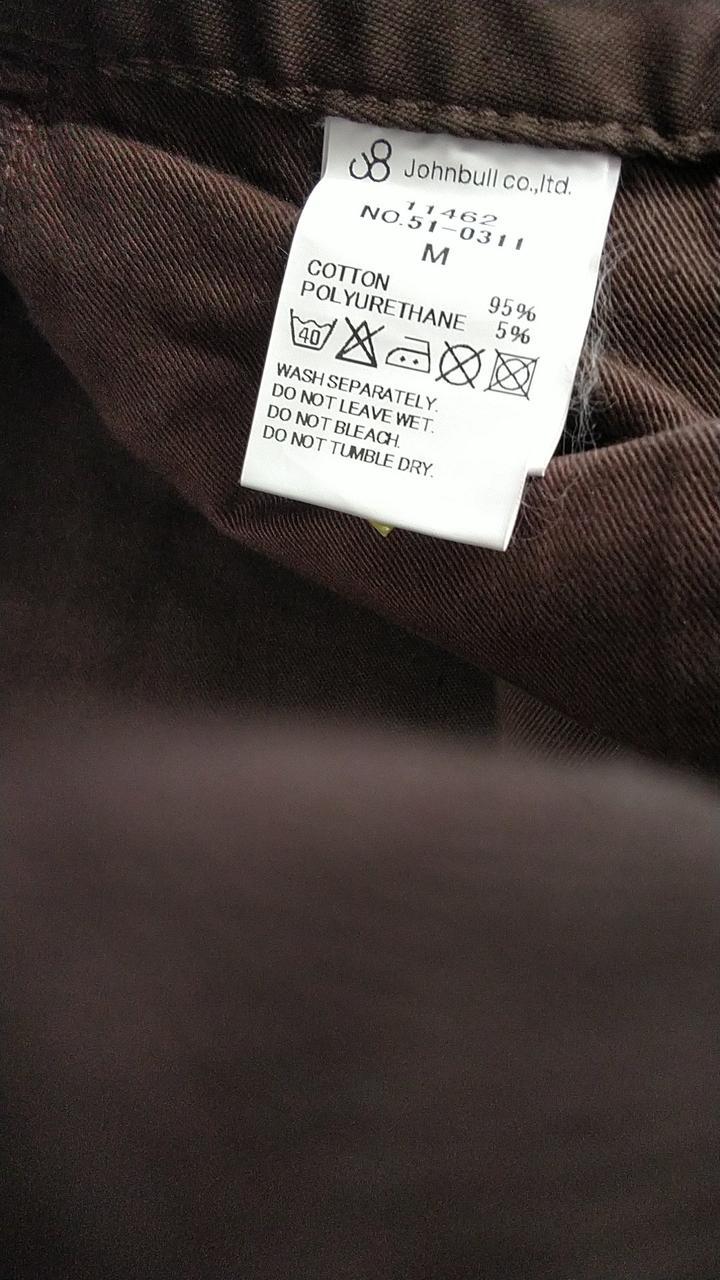 Johnbull co.,ltd.
11462
NO.51-0311
M
COTTON 95%
POLYURETHANE 5%
40
WASH SEPARATELY.
DO NOT LEAVE WET.
DO NOT BLEACH.
DO NOT TUMBLE DRY.